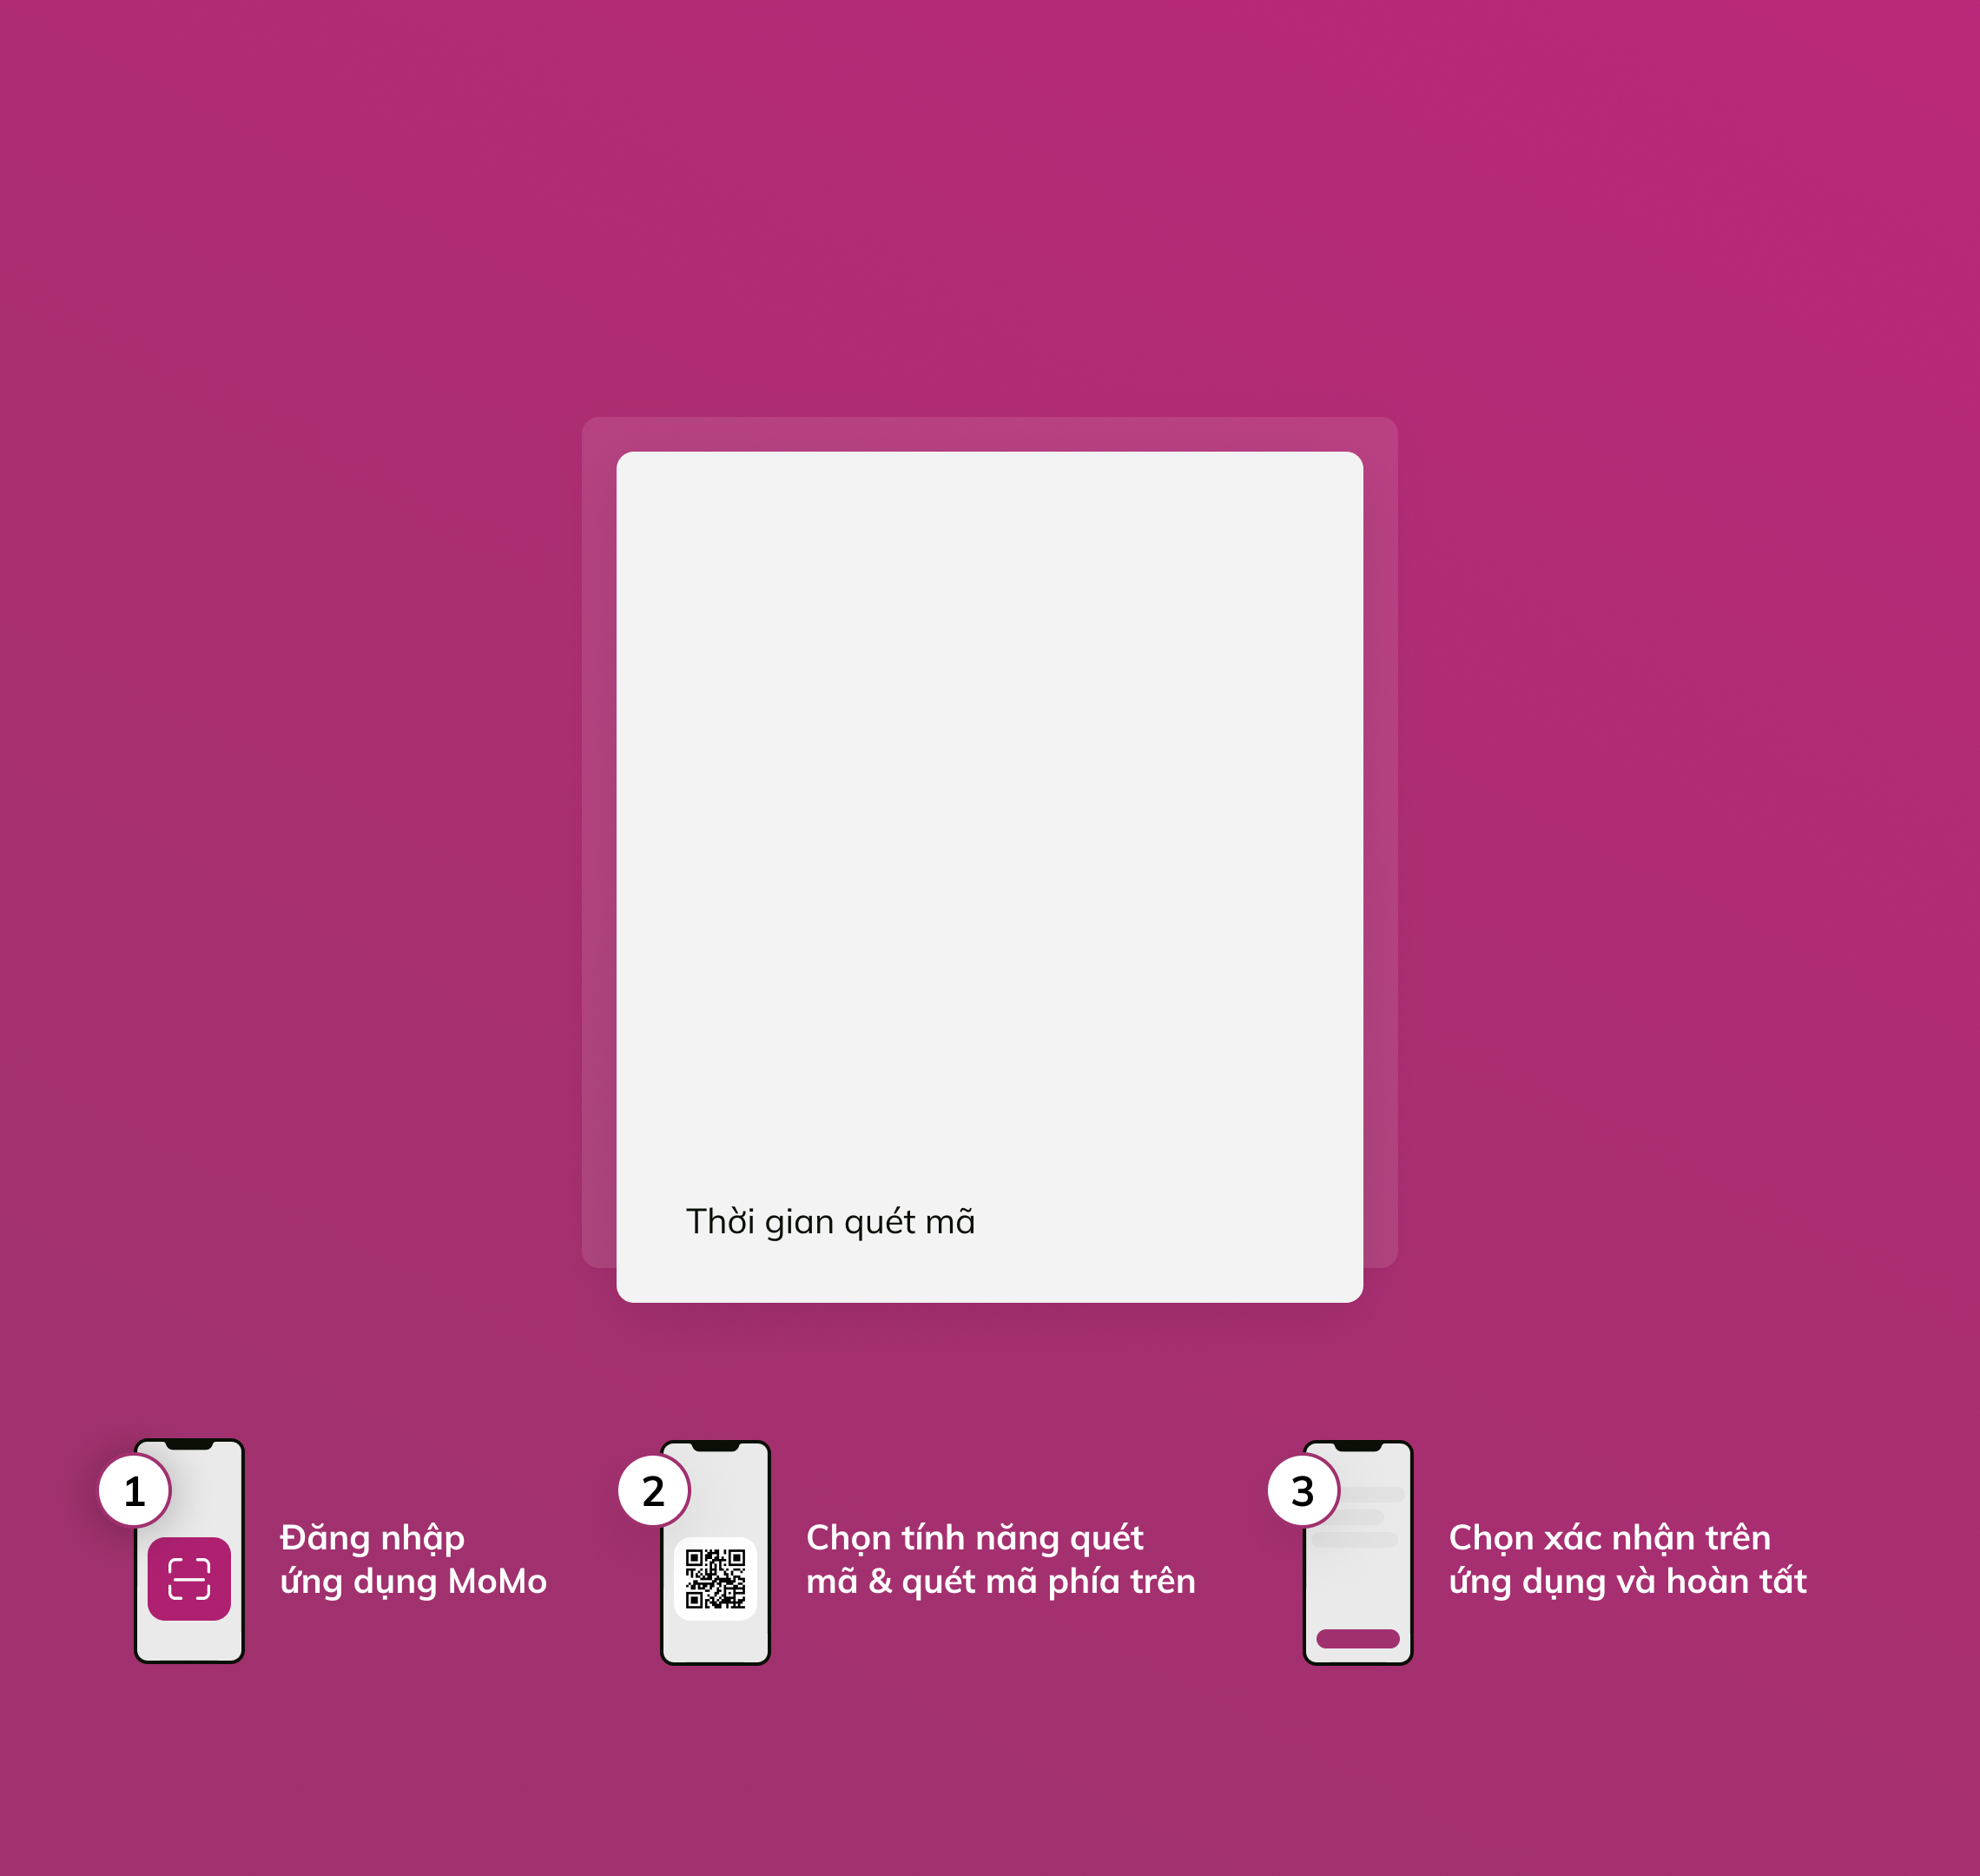 Thời gian quét mã
1
Đăng nhập
ứng dụng MoMo
2
Chọn tính năng quét
mã & quét mã phía trên
3
Chọn xác nhận trên
ứng dụng và hoàn tất